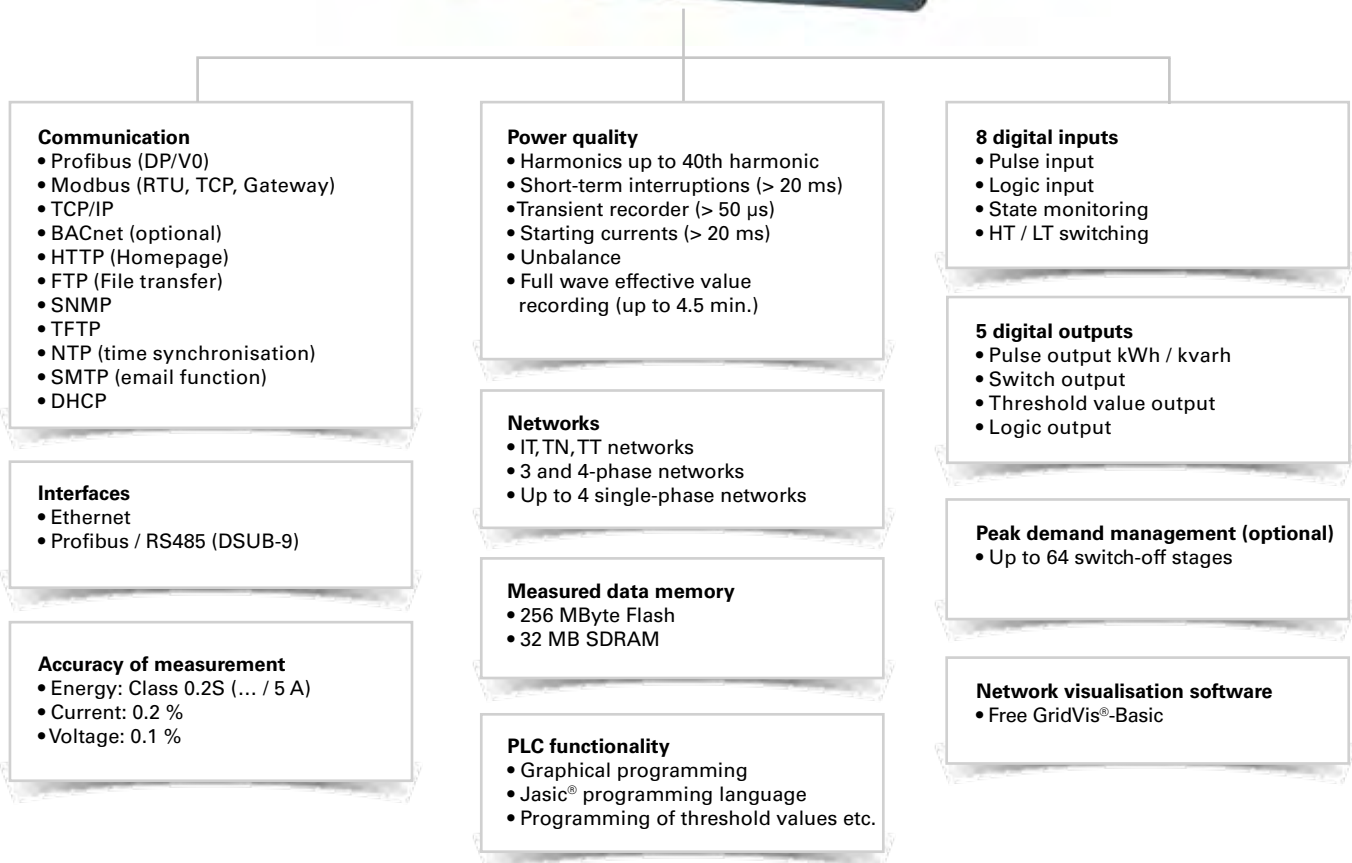 Communication
• Profibus (DP/V0)
• Modbus (RTU, TCP, Gateway)
• TCP/IP
• BACnet (optional)
• HTTP (Homepage)
• FTP (File transfer)
• SNMP
• TFTP
• NTP (time synchronisation)
• SMTP (email function)
• DHCP
Interfaces
• Ethernet
• Profibus / RS485 (DSUB-9)
Accuracy of measurement
• Energy: Class 0.2S (… / 5 A)
• Current: 0.2 %
• Voltage: 0.1 %
Power quality
• Harmonics up to 40th harmonic
• Short-term interruptions (> 20 ms)
• Transient recorder (> 50 µs)
• Starting currents (> 20 ms)
• Unbalance
• Full wave effective value
recording (up to 4.5 min.)
Networks
• IT, TN, TT networks
• 3 and 4-phase networks
• Up to 4 single-phase networks
Measured data memory
• 256 MByte Flash
• 32 MB SDRAM
PLC functionality
• Graphical programming
• Jasic® programming language
• Programming of threshold values etc.
8 digital inputs
• Pulse input
• Logic input
• State monitoring
• HT / LT switching
5 digital outputs
• Pulse output kWh / kvarh
• Switch output
• Threshold value output
• Logic output
Peak demand management (optional)
• Up to 64 switch-off stages
Network visualisation software
• Free GridVis®-Basic